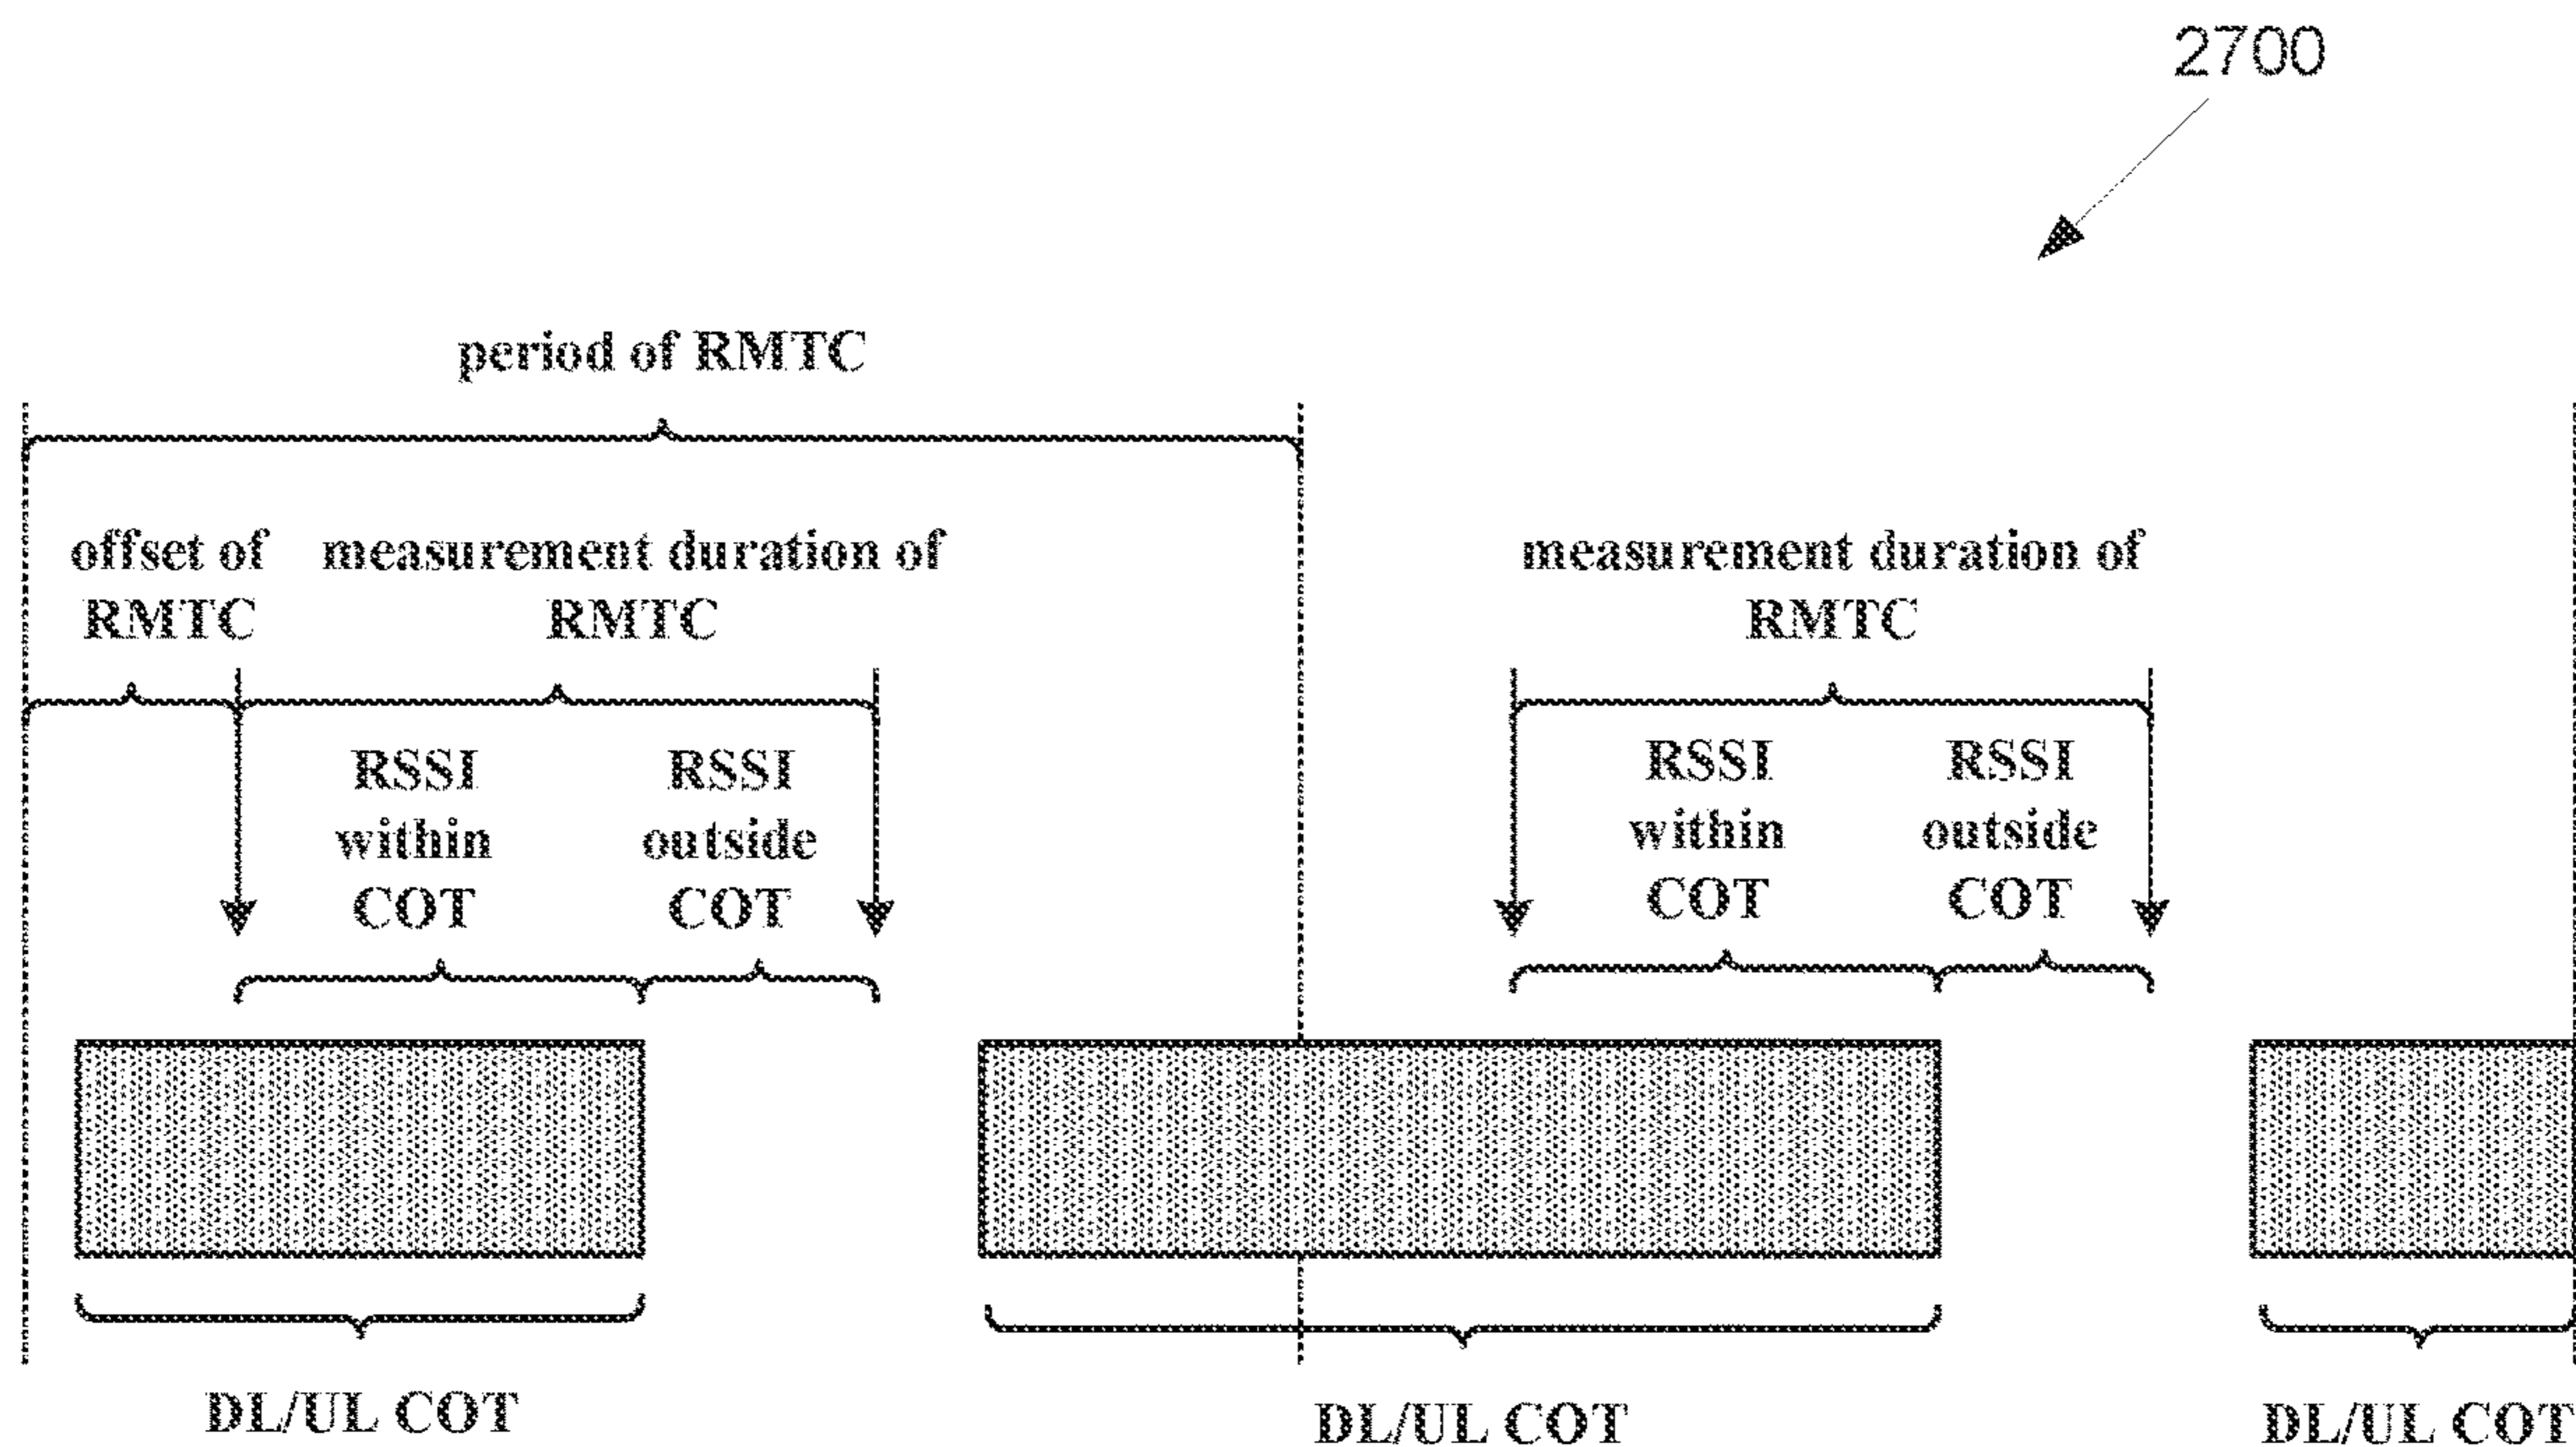 2700
period of RMTC
offset of
RMTC
measurement duration of
RMTC
measurement duration of
RMTC
RSSI
within
COT
RSSI
outside
COT
RSSI
within
COT
RSSI
outside
COT
DL/UL COT
DL/UL COT
DL/UL COT